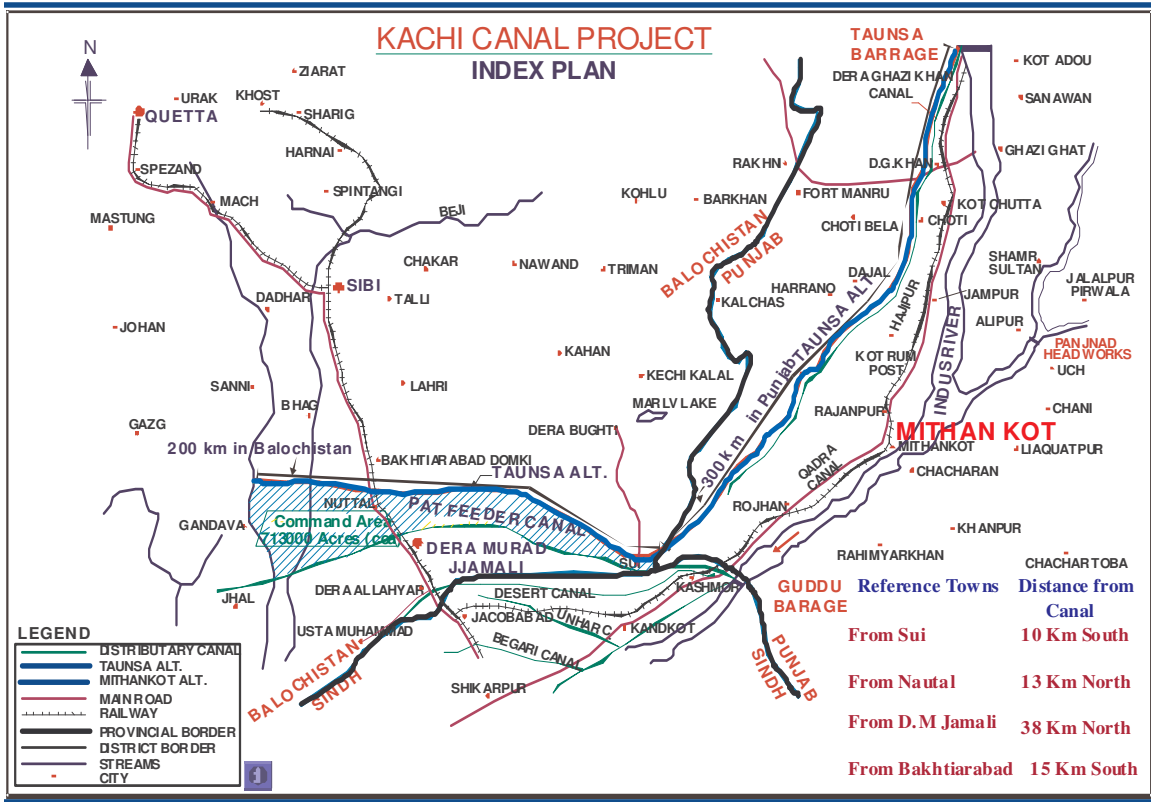 KACHI CANAL PROJECT
INDEX PLAN
N
TAUNSA
BARRAGE
DERA GHAZI KHAN
CANAL
KOT ADOU
SANAWAN
GHAZI GHAT
ZIARAT
URAK
KHOST
SHARIG
QUETTA
HARNAI
SPEZAND
SPINTANGI
MACH
MASTUNG
BEJI
KOHLU
BARKHAN
RAKHN
D.G.KHAN
FORT MANRU
KOT CHUTTA
CHOTI BELA
CHOTI
BALOCHISTAN
PUNJAB
CHAKAR
NAWAND
TRIMAN
SHAMR
SULTAN
JALALPUR
PIRWALA
SIBI
TALLI
DADHAR
KALCHAS
HARRANO
DAJAL
HAJIPUR
JAMPUR
ALIPUR
JOHAN
KAHAN
KOT RUM
POST
INDUS RIVER
PANJNAD
HEADWORKS
UCH
SANNI
LAHRI
KECHI KALAL
MARLV LAKE
300 km in Punjab TAUNSA ALT
BHAG
GAZG
DERA BUGHTI
RAJANPUR
CHANI
MITHAN KOT
MITHANKOT
LIAQUATPUR
200 km in Balochistan
BAKHTIARABAD DOMKI
TAUNSA ALT.
QADRA
CANAL
CHACHARAN
NUTTAL
PAT FEEDER CANAL
ROJHAN
GANDAVA
Command Area
713000 Acres (cca)
DERA MURAD
JJAMALI
SUI
KHANPUR
RAHIMYARKHAN
CHACHARTOBA
JHAL
DERA ALLAHYAR
DESERT CANAL
KASHMOR
GUDDU
BARAGE
JACOBABAD
UNHAR C.
KANDKOT
USTA MUHAMMAD
BEGARI CANAL
SHIKARPUR
BALOCHISTAN
SINDH
PUNJAB
SINDH
Reference Towns Distance from
Canal
From Sui 10 Km South
From Nautal 13 Km North
From D.M Jamali 38 Km North
From Bakhtiarabad 15 Km South
LEGEND
DISTRIBUTARY CANAL
TAUNSA ALT.
MITHANKOT ALT.
MAIN ROAD
RAILWAY
PROVINCIAL BORDER
DISTRICT BORDER
STREAMS
CITY